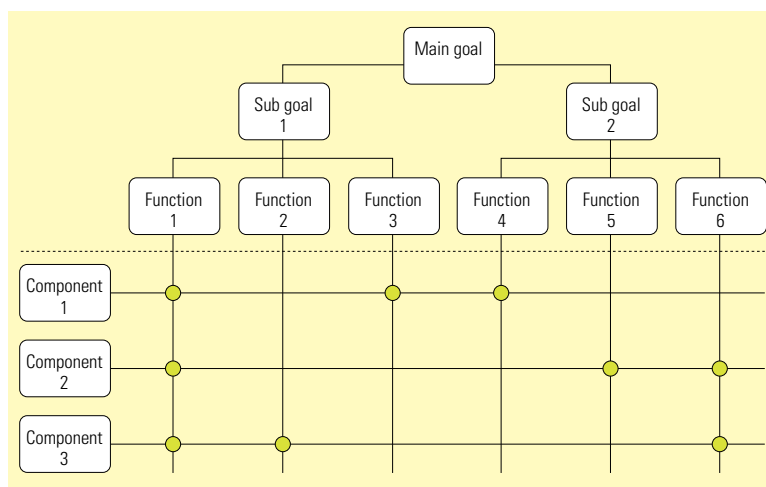 Main goal
Sub goal
1
Sub goal
2
Function
1
Function
2
Function
3
Function
4
Function
5
Function
6
Component
1
Component
2
Component
3